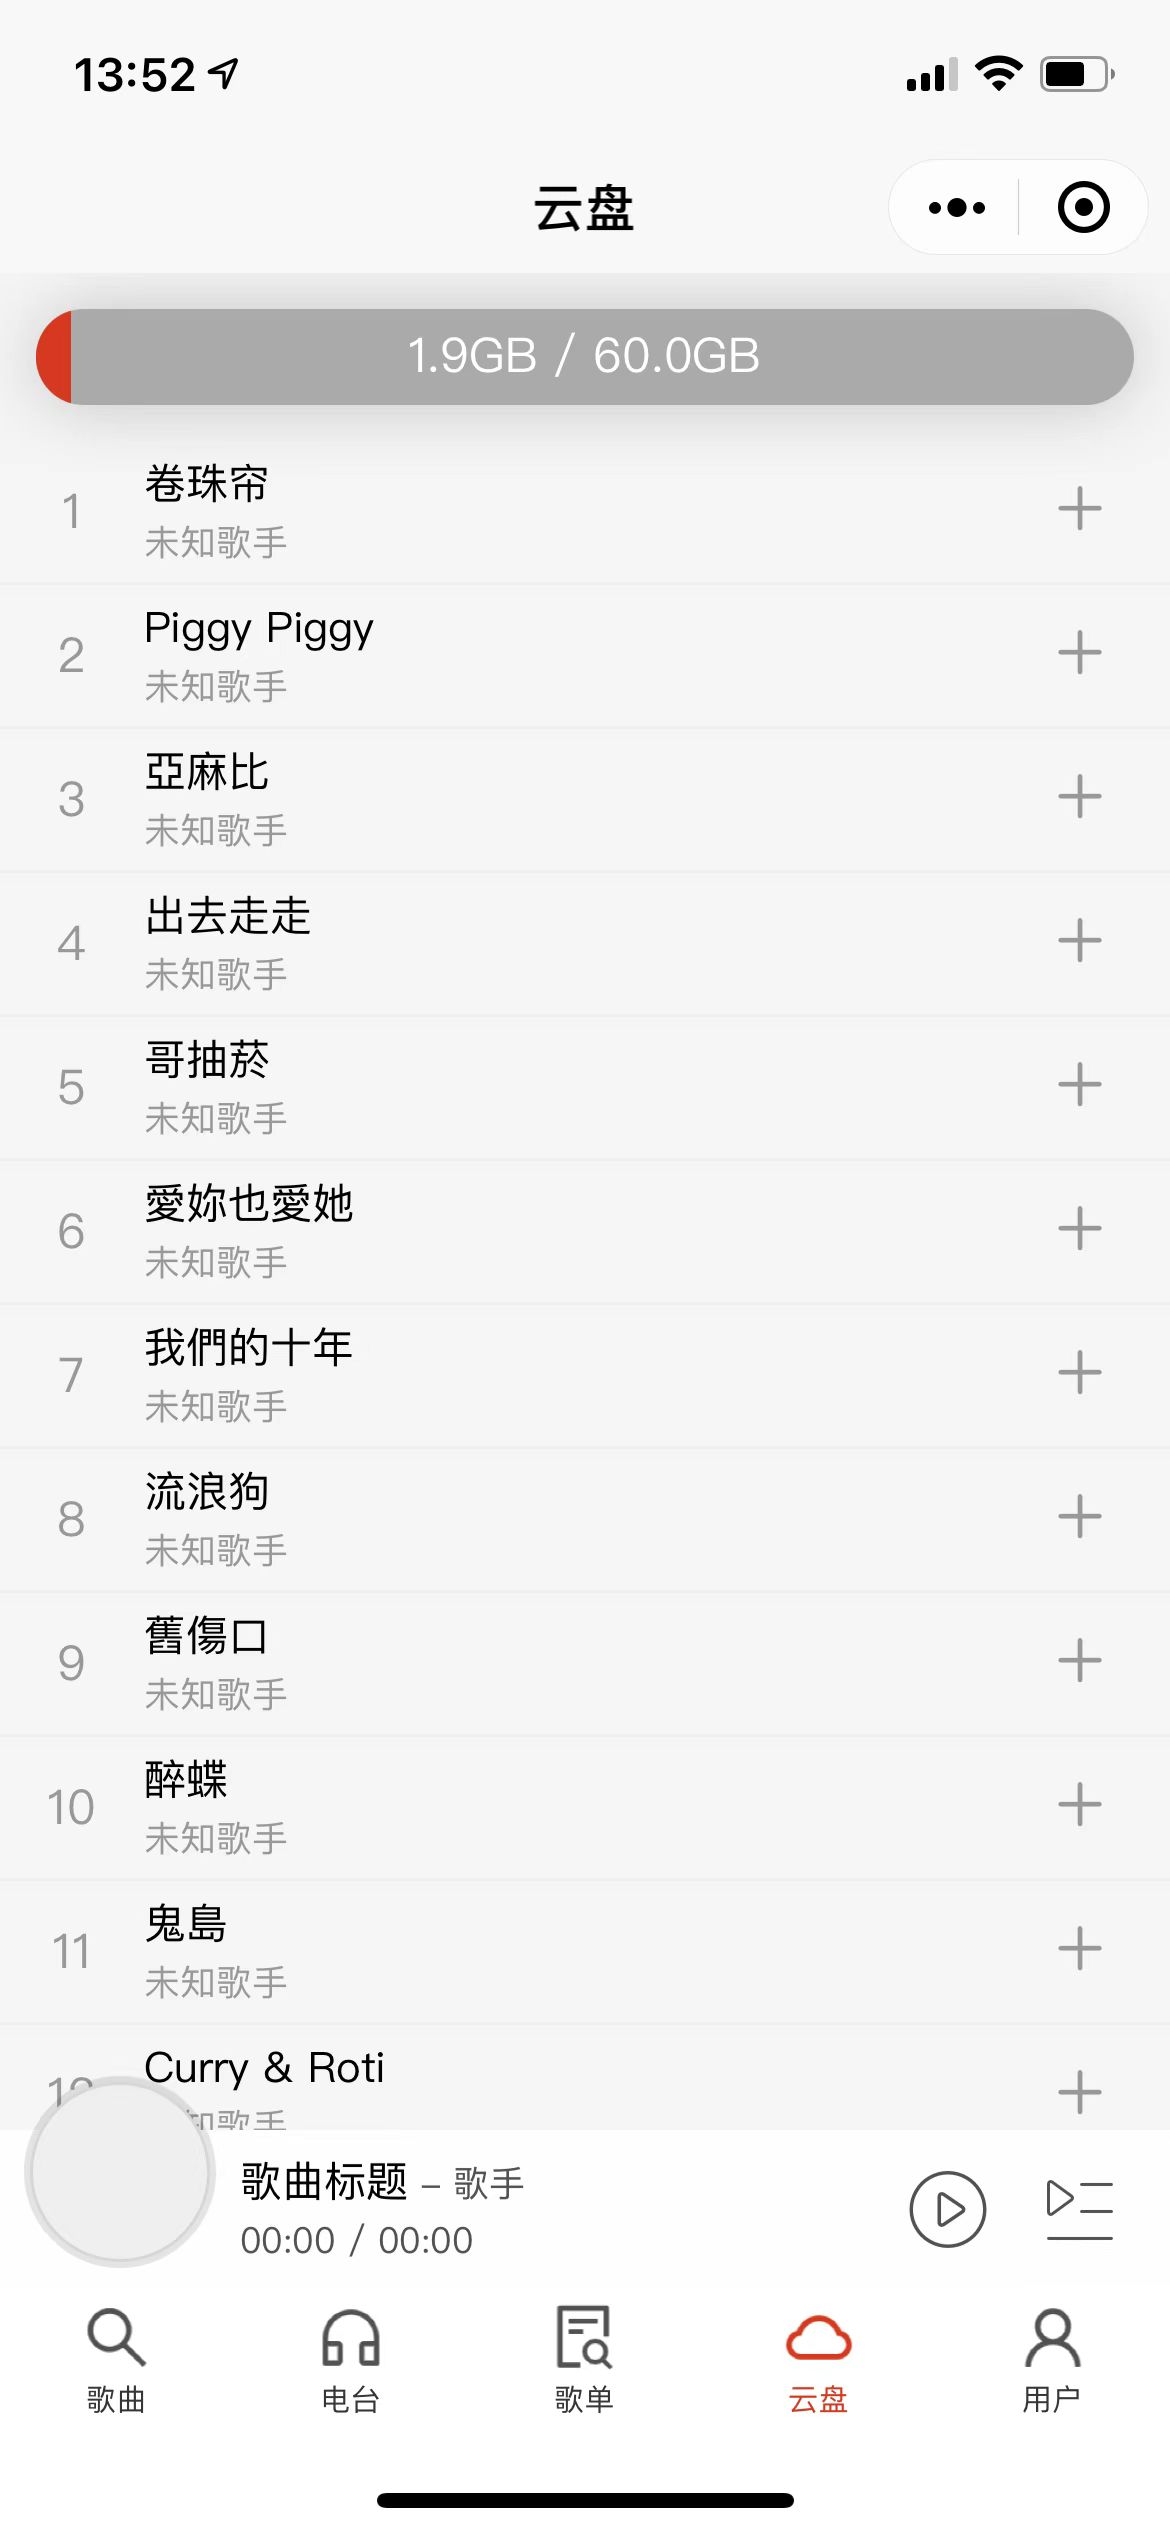 13:52
云盘
1.9GB / 60.0GB
1
卷珠帘
未知歌手
2
Piggy Piggy
未知歌手
3
亞麻比
未知歌手
4
出去走走
未知歌手
5
哥抽菸
未知歌手
6
愛妳也愛她
未知歌手
7
我們的十年
未知歌手
8
流浪狗
未知歌手
9
舊傷口
未知歌手
10
醉蝶
未知歌手
11
鬼島
未知歌手
12
Curry & Roti
知歌手
歌曲标题 – 歌手
00:00 / 00:00
歌曲 电台 歌单 云盘 用户